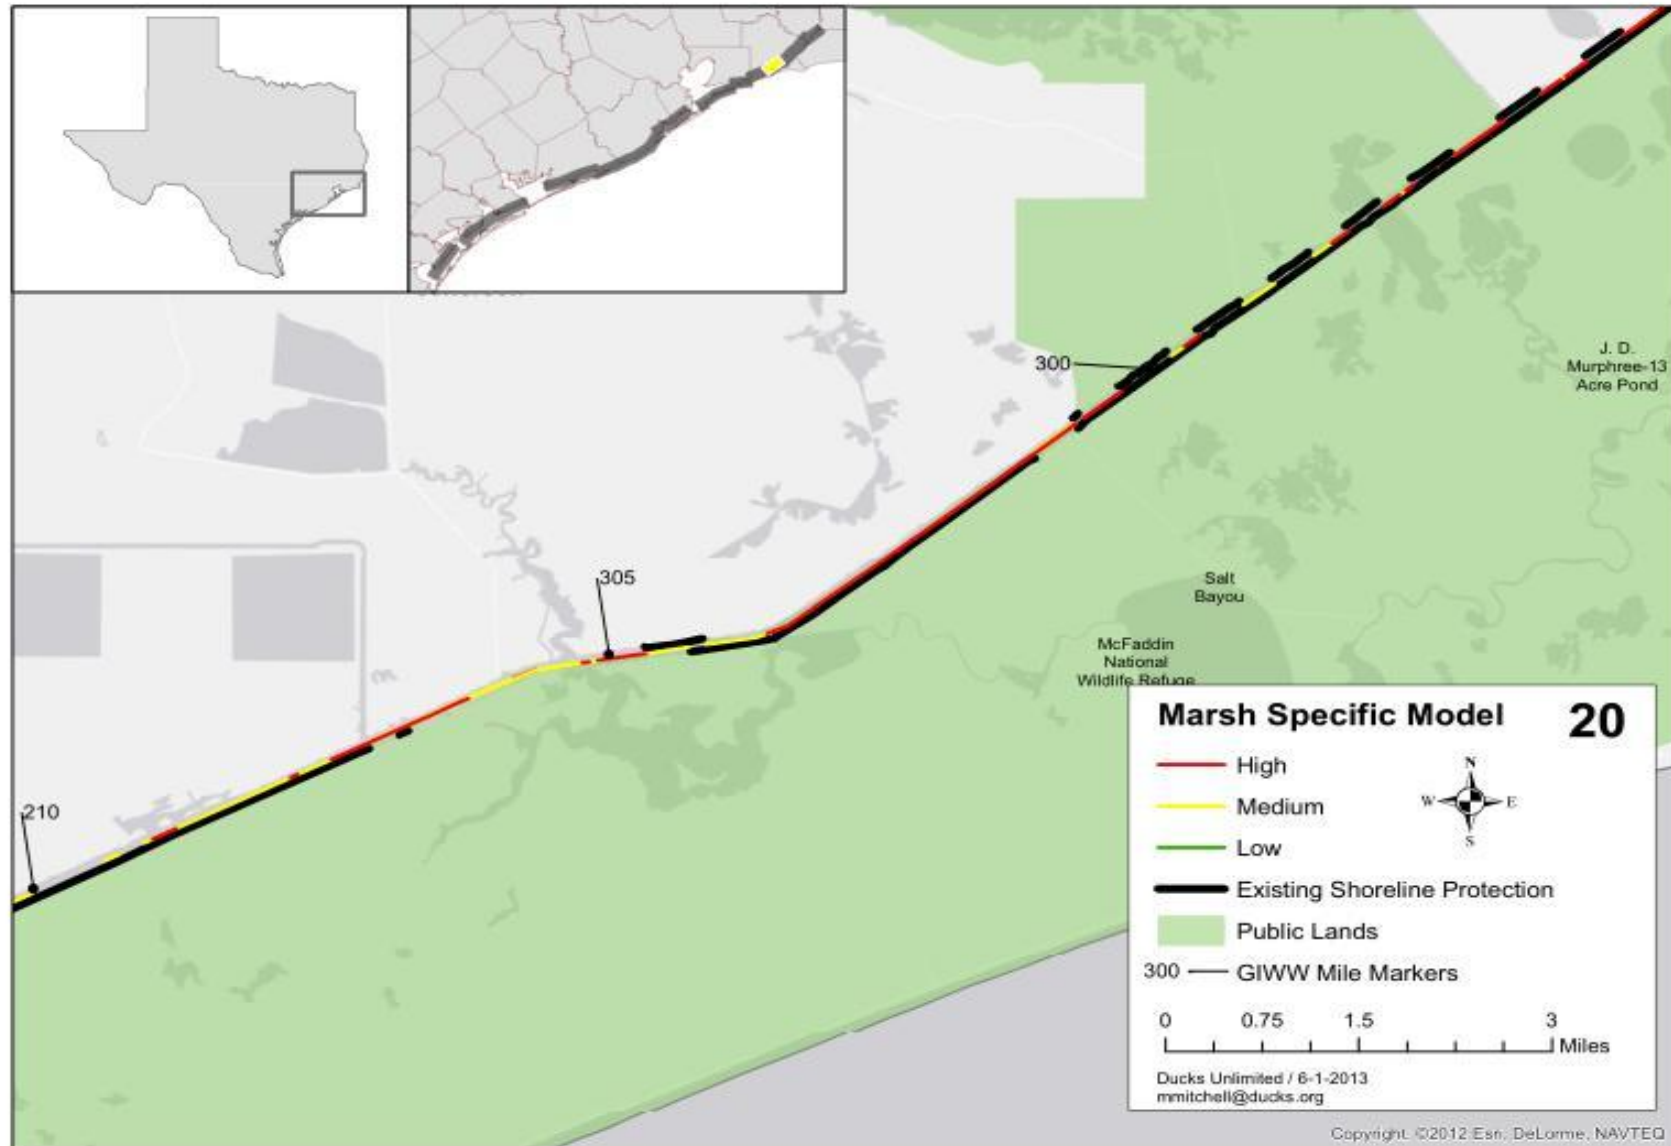 300
J. D.
Murphree-13
Acre Pond
305
Salt
Bayou
McFaddin
National
Wildlife Refuge
210
Marsh Specific Model 20
High
Medium
Low
Existing Shoreline Protection
Public Lands
300 GIWW Mile Markers
N
W E
S
0 0.75 1.5 3
Miles
Ducks Unlimited / 6-1-2013
mmitchell@ducks.org
Copyright: ©2012 Esri, DeLorme, NAVTEQ